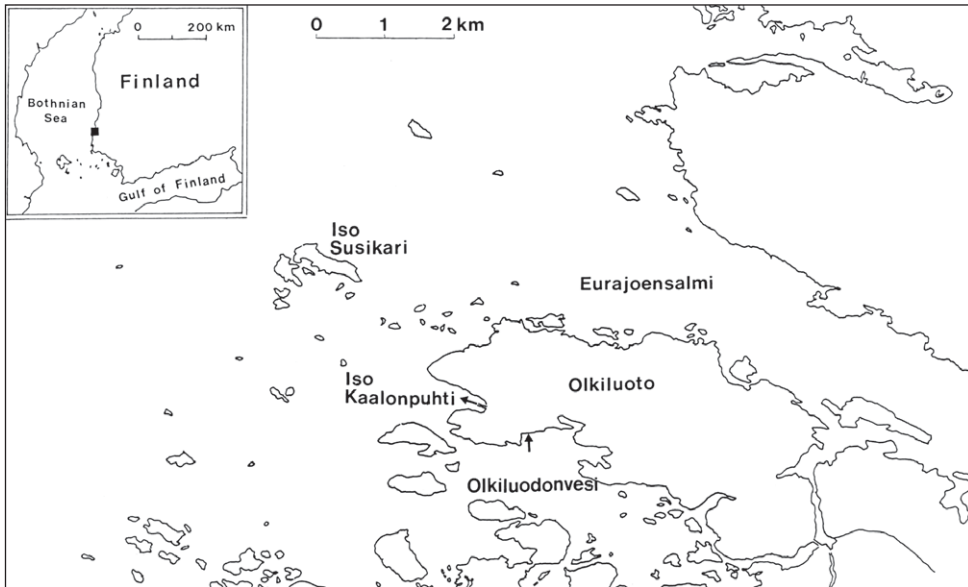 0 200 km
Finland
Bothnian
Sea
Gulf of Finland
0 1 2 km
Iso
Susikari
Eurajoensalmi
Iso
Kaalonpuhti
Olkiluoto
Olkiluodonvesi